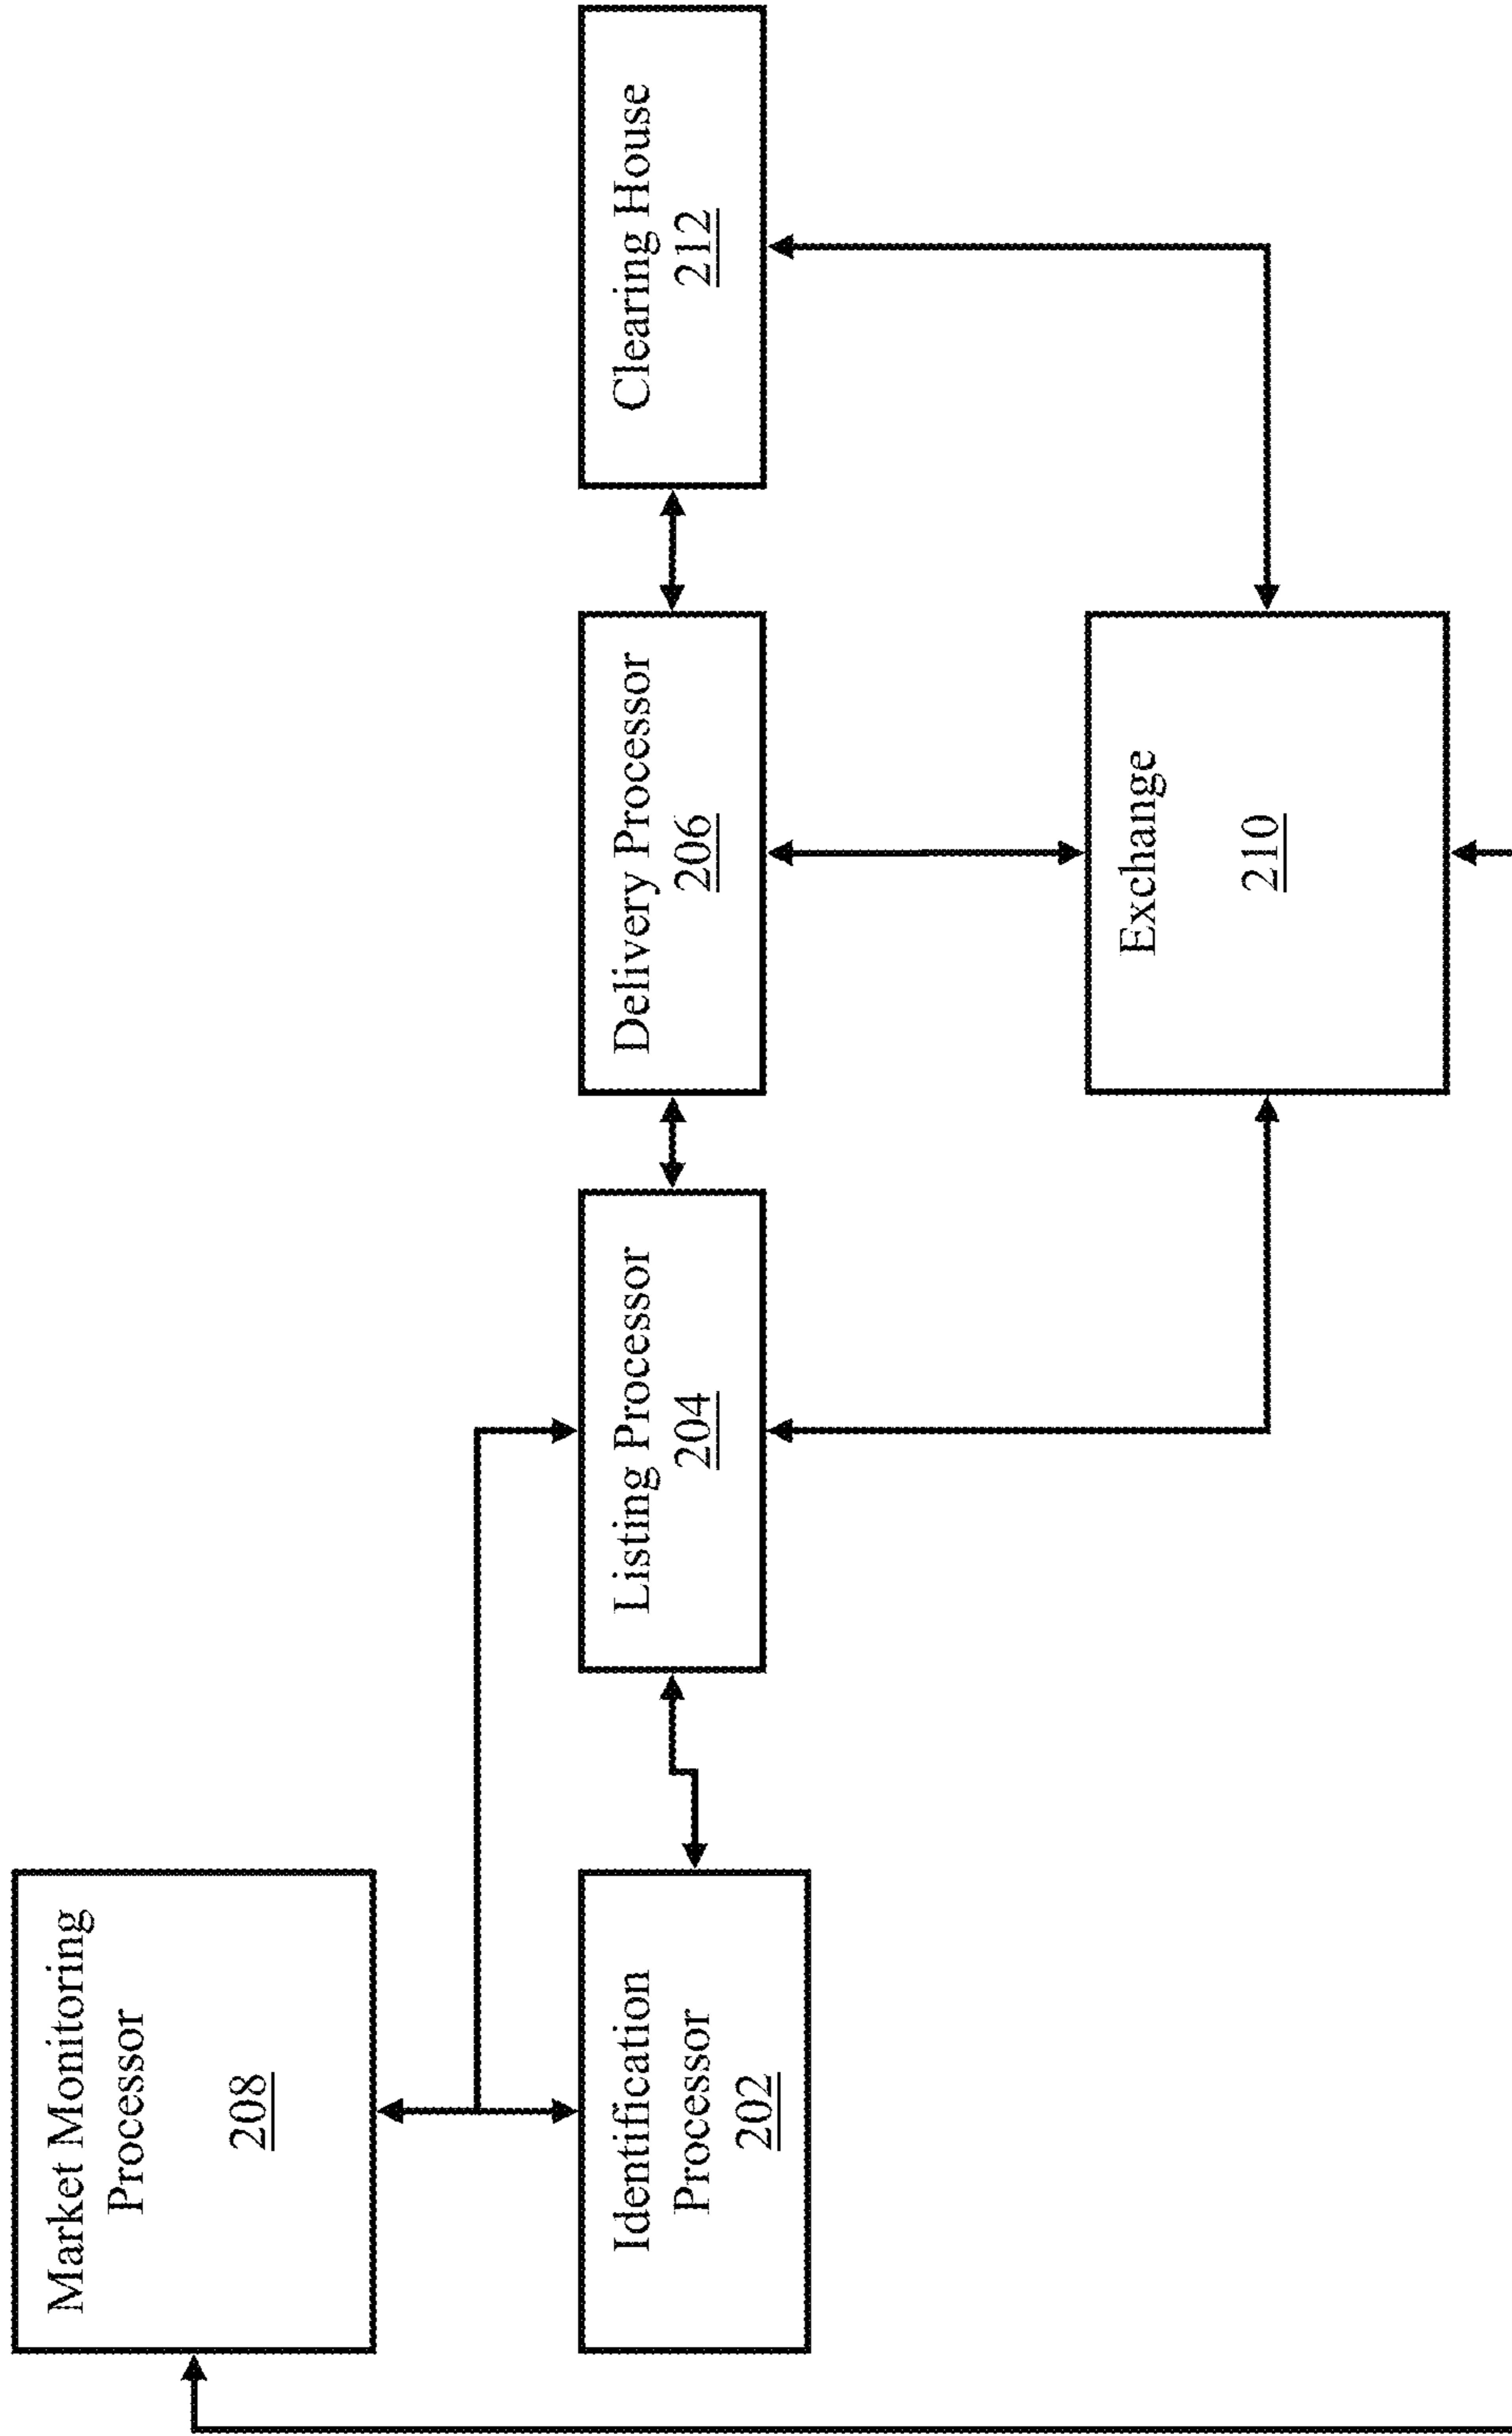 Market Monitoring
Processor
208
Identification
Processor
202
Listing Processor
204
Delivery Processor
206
Clearing House
212
Exchange
210